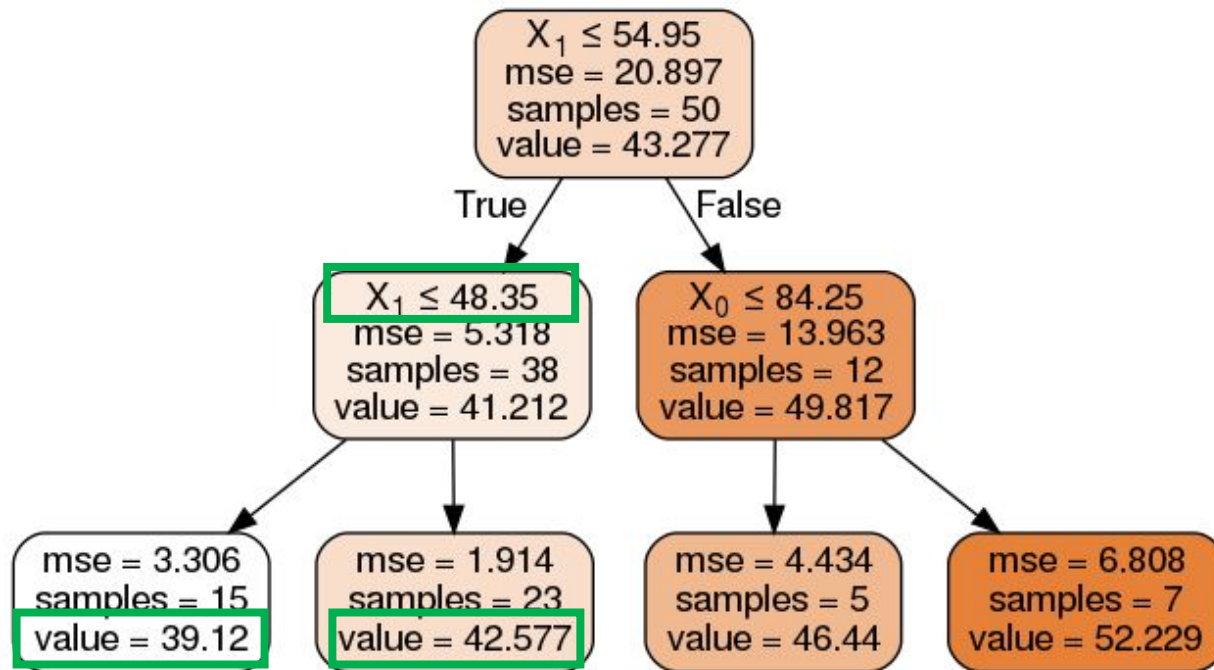 X₁ ≤ 54.95
mse = 20.897
samples = 50
value = 43.277
True
False
X₁ ≤ 48.35
mse = 5.318
samples = 38
value = 41.212
X₀ ≤ 84.25
mse = 13.963
samples = 12
value = 49.817
mse = 3.306
samples = 15
value = 39.12
mse = 1.914
samples = 23
value = 42.577
mse = 4.434
samples = 5
value = 46.44
mse = 6.808
samples = 7
value = 52.229